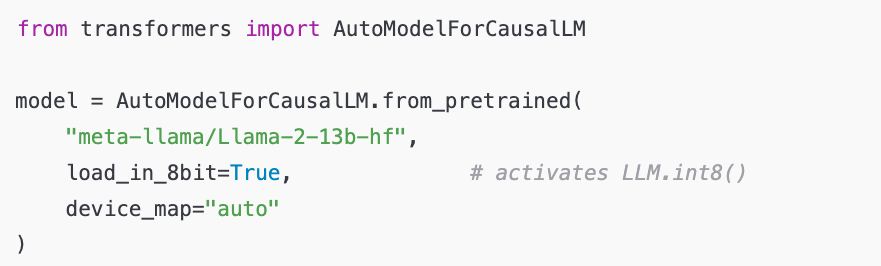 from transformers import AutoModelForCausalLM
model = AutoModelForCausalLM.from_pretrained(
    "meta-llama/Llama-2-13b-hf",
    load_in_8bit=True,              # activates LLM.int8()
    device_map="auto"
)